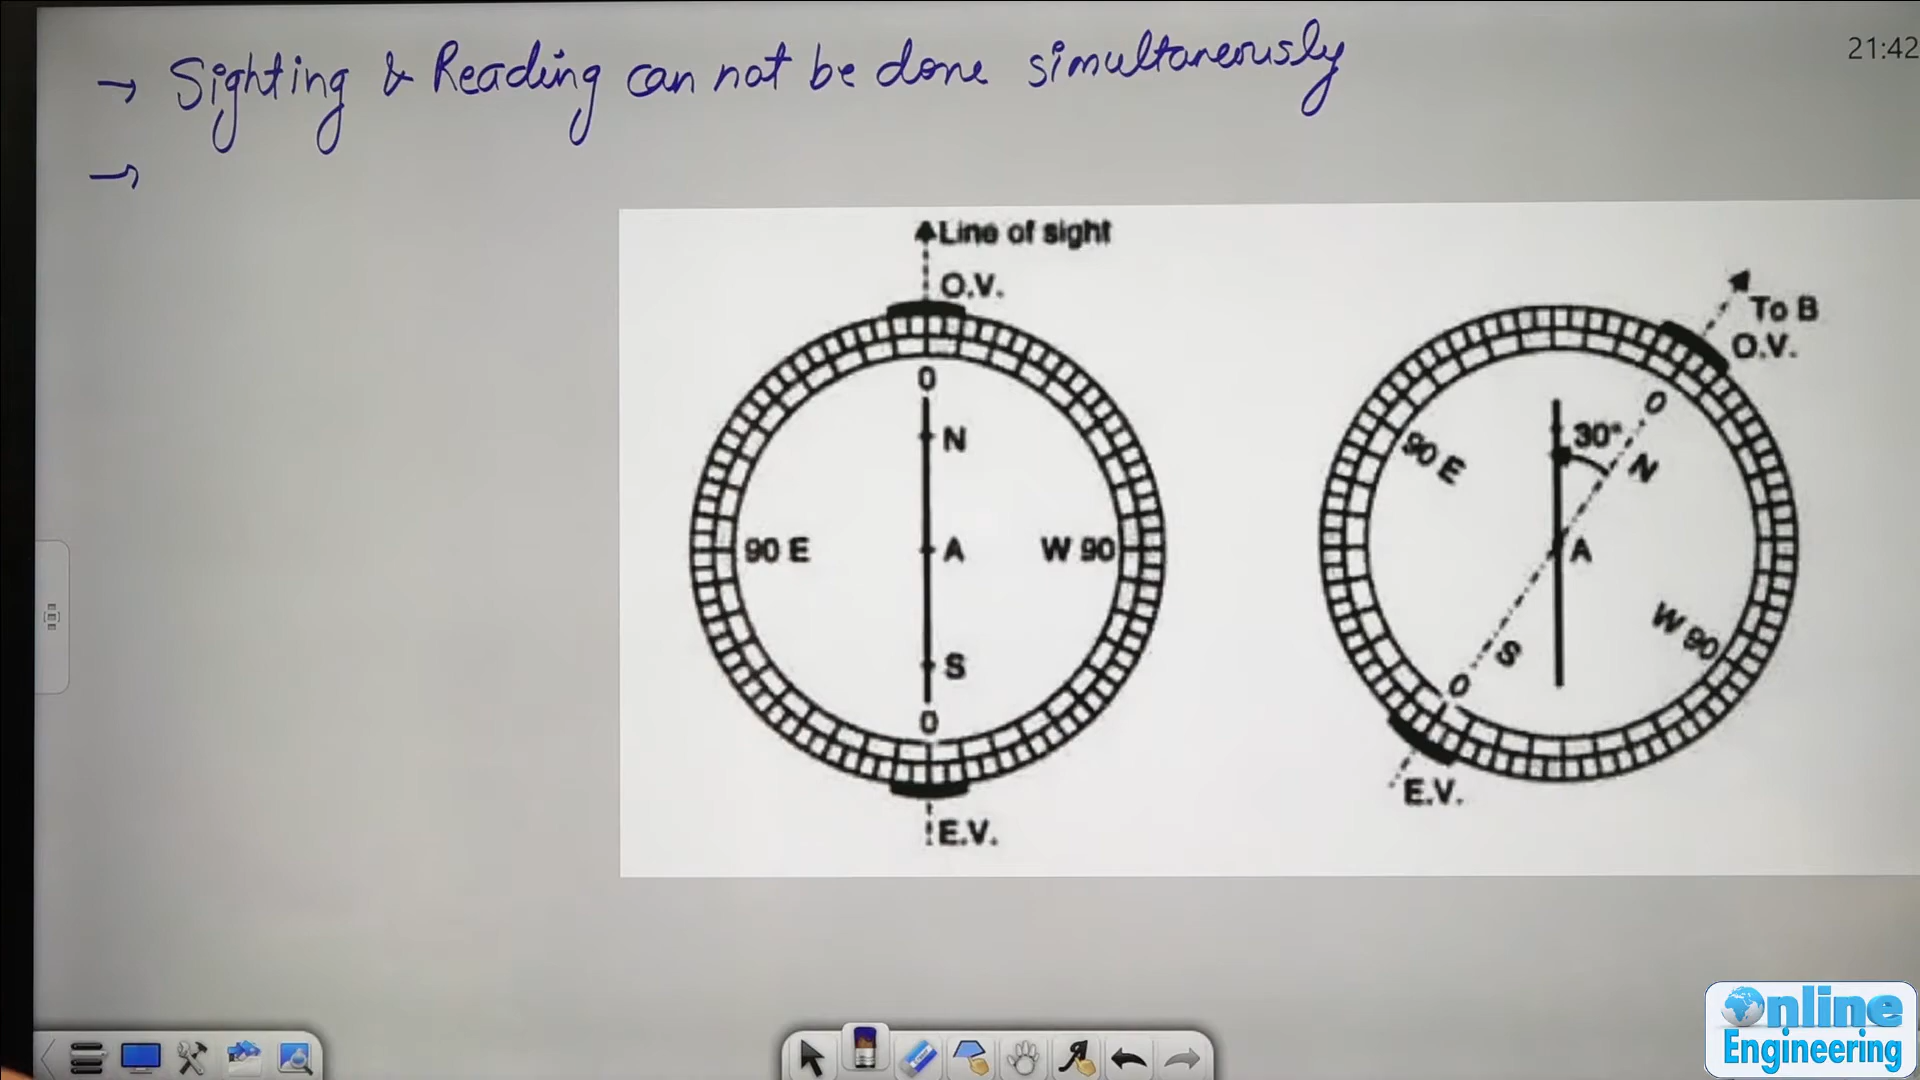 → Sighting & Reading can not be done simultaneously
21:42
→
Line of sight
O.V.
0
N
90 E
A
W 90
S
0
E.V.
To B
O.V.
0
30°
N
90 E
A
W 90
S
0
E.V.
Online
Engineering